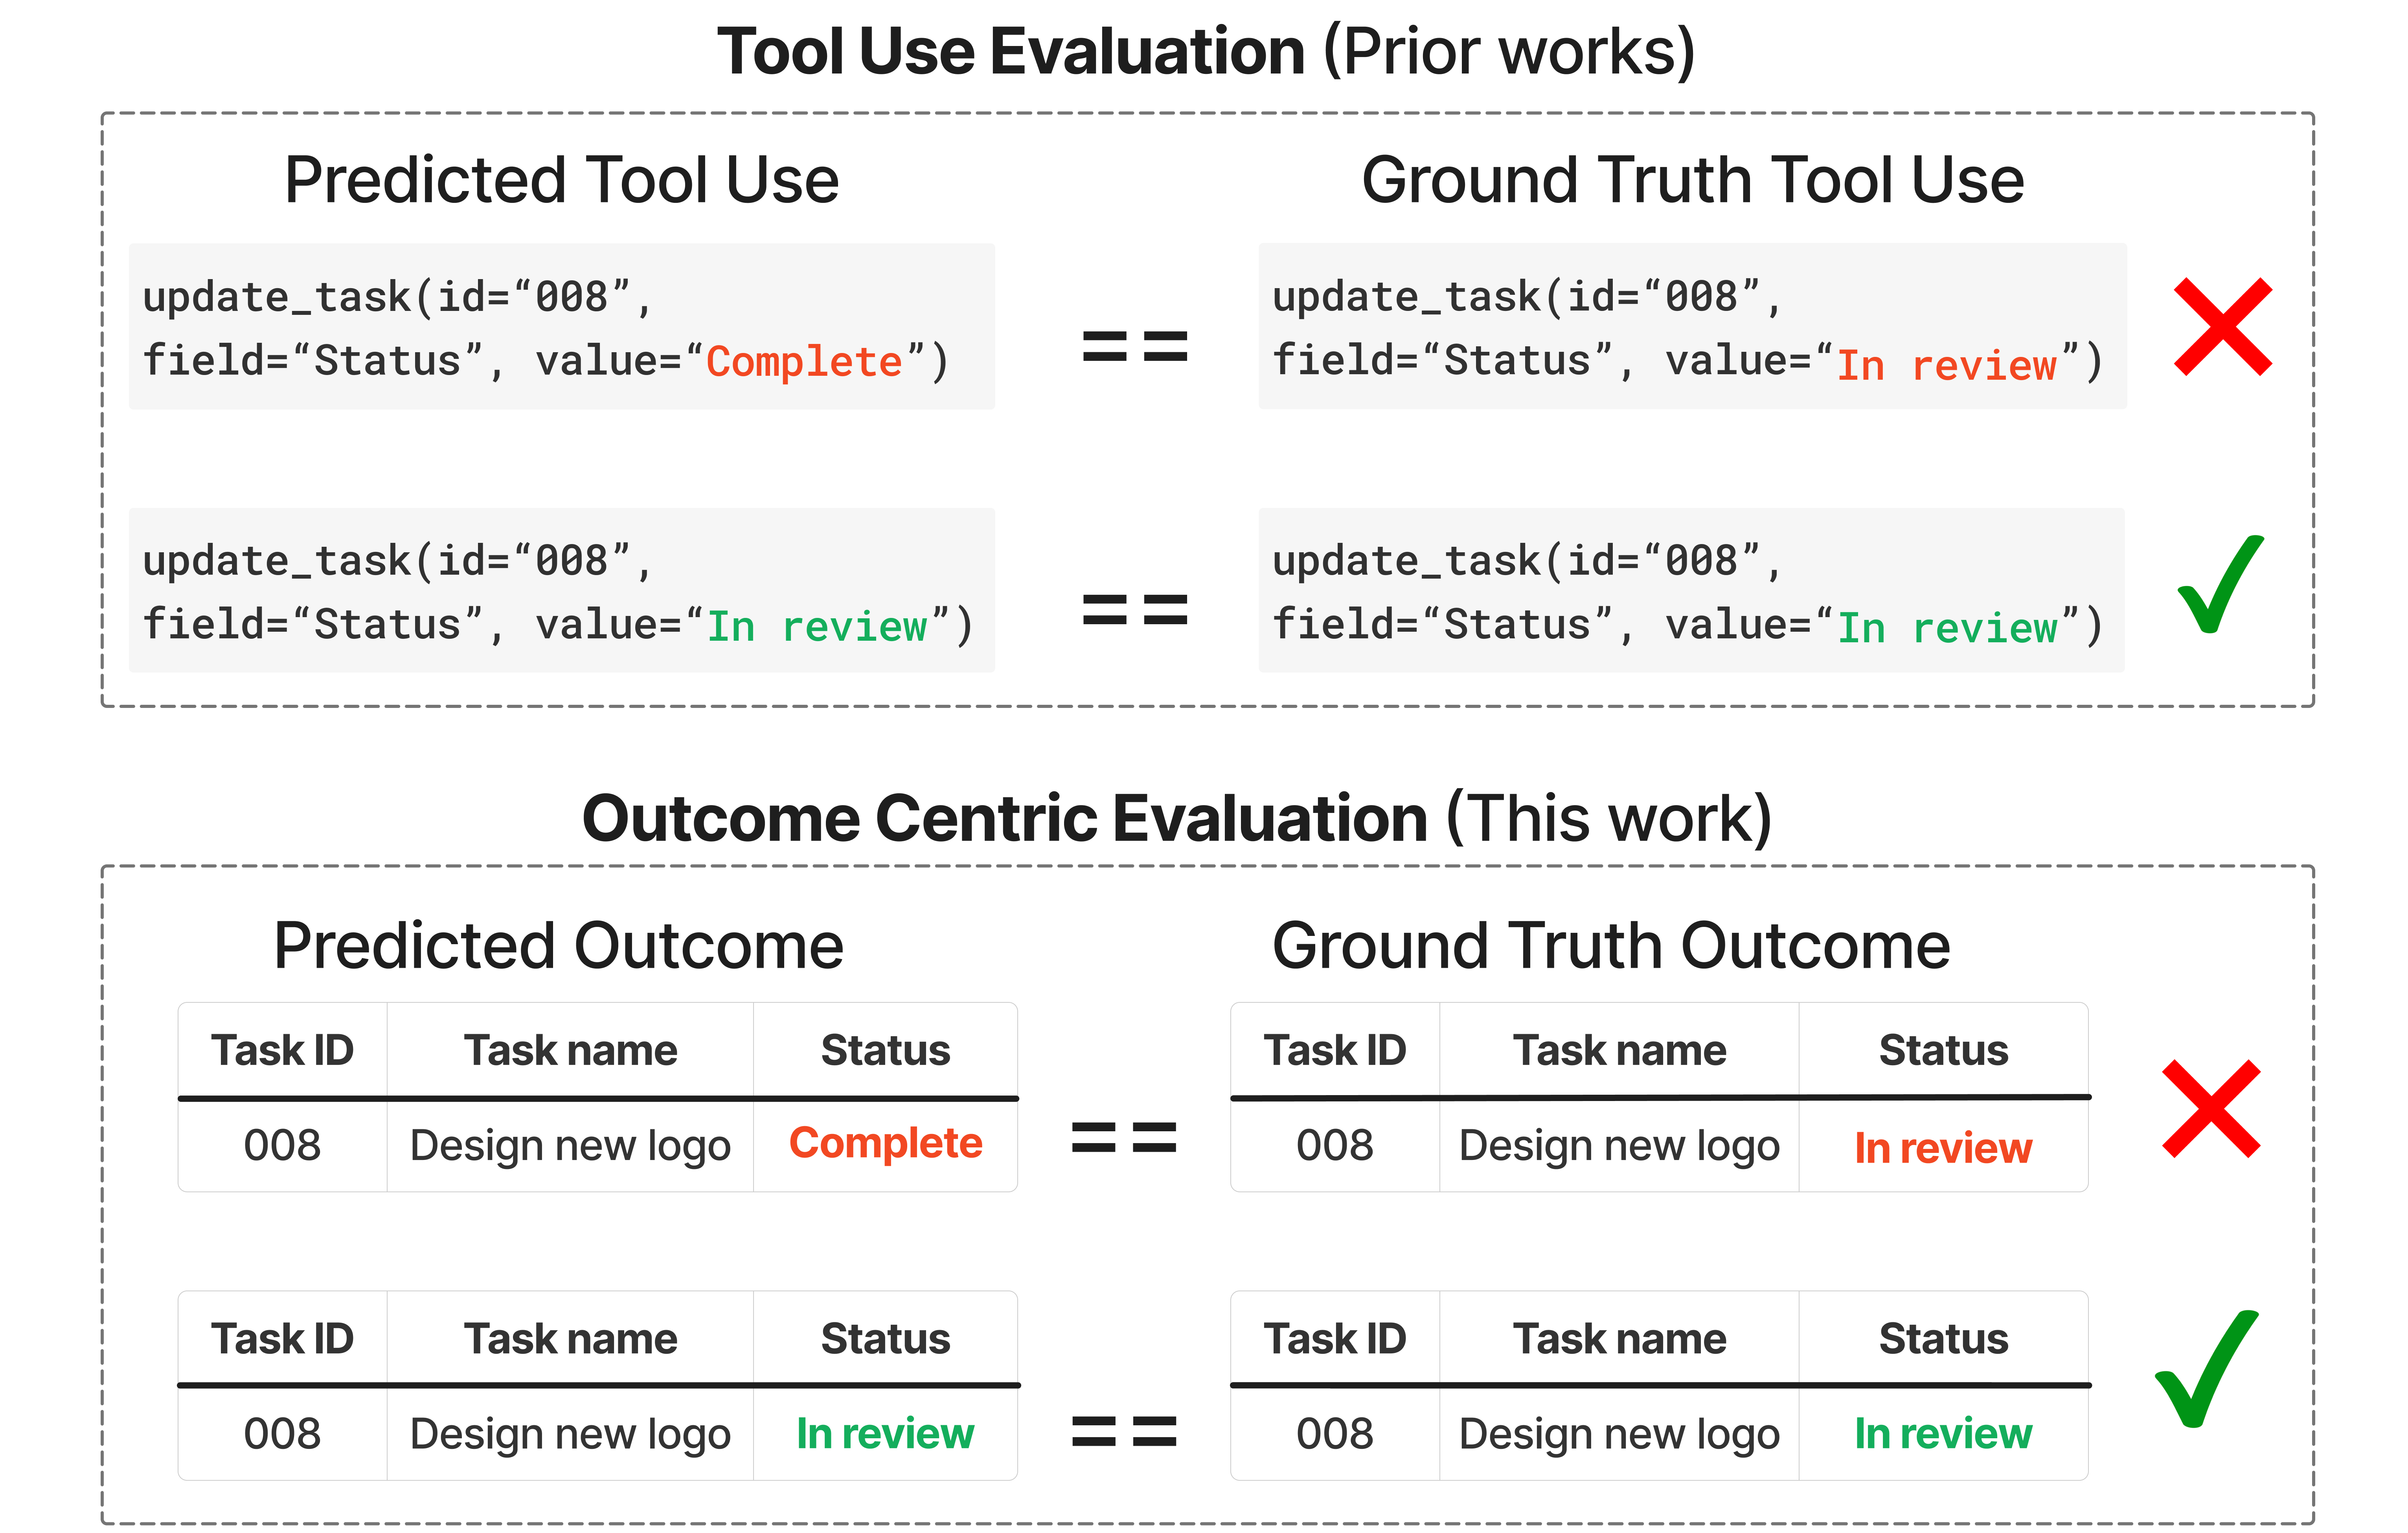 Tool Use Evaluation (Prior works)
Predicted Tool Use
Ground Truth Tool Use
update_task(id=“008”,
field=“Status”, value=“Complete”)
==
update_task(id=“008”,
field=“Status”, value=“In review”)
update_task(id=“008”,
field=“Status”, value=“In review”)
==
update_task(id=“008”,
field=“Status”, value=“In review”)
Outcome Centric Evaluation (This work)
Predicted Outcome
Ground Truth Outcome
Task ID Task name Status
008 Design new logo Complete
==
Task ID Task name Status
008 Design new logo In review
Task ID Task name Status
008 Design new logo In review
==
Task ID Task name Status
008 Design new logo In review